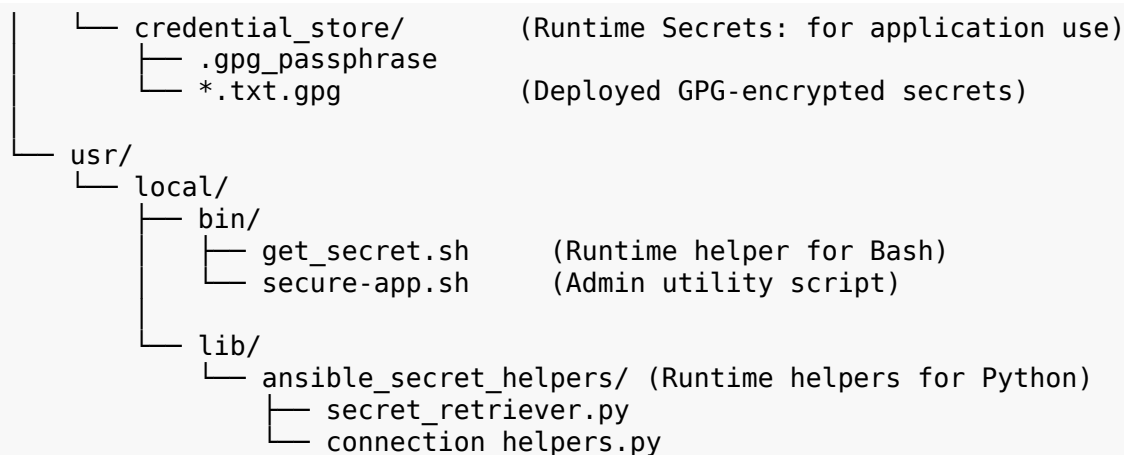 │   └── credential_store/       (Runtime Secrets: for application use)
│       ├── .gpg_passphrase
│       └── *.txt.gpg           (Deployed GPG-encrypted secrets)
│
└── usr/
    └── local/
        ├── bin/
        │   ├── get_secret.sh     (Runtime helper for Bash)
        │   └── secure-app.sh     (Admin utility script)
        │
        └── lib/
            └── ansible_secret_helpers/ (Runtime helpers for Python)
                ├── secret_retriever.py
                └── connection_helpers.py